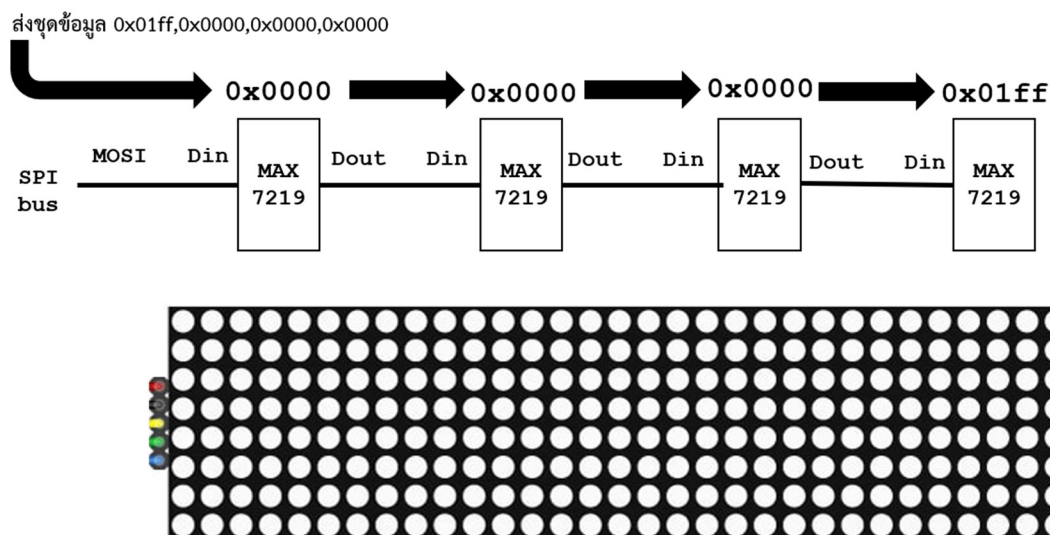 ส่งชุดข้อมูล 0x01ff,0x0000,0x0000,0x0000
0x0000 0x0000 0x0000 0x01ff
MOSI Din Dout Din Dout Din Dout Din
SPI bus
MAX 7219
MAX 7219
MAX 7219
MAX 7219